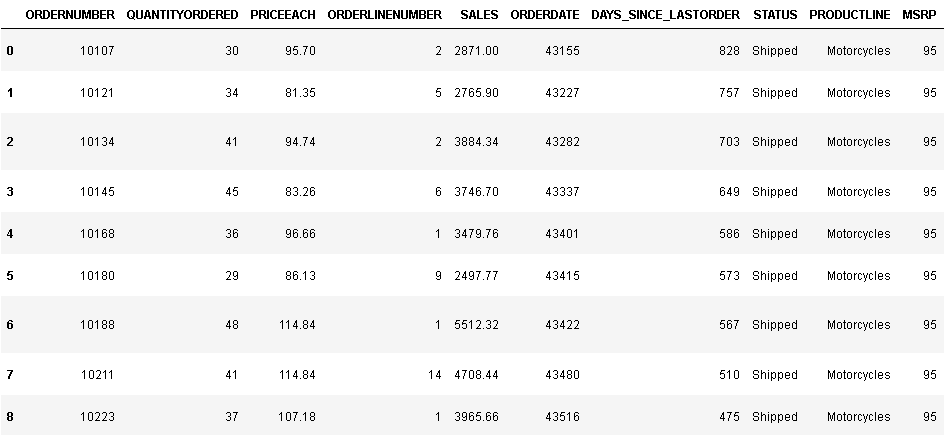 ORDERNUMBER QUANTITYORDERED PRICEEACH ORDERLINENUMBER SALES ORDERDATE DAYS_SINCE_LASTORDER STATUS PRODUCTLINE MSRP
0 10107 30 95.70 2 2871.00 43155 828 Shipped Motorcycles 95
1 10121 34 81.35 5 2765.90 43227 757 Shipped Motorcycles 95
2 10134 41 94.74 2 3884.34 43282 703 Shipped Motorcycles 95
3 10145 45 83.26 6 3746.70 43337 649 Shipped Motorcycles 95
4 10168 36 96.66 1 3479.76 43401 586 Shipped Motorcycles 95
5 10180 29 86.13 9 2497.77 43415 573 Shipped Motorcycles 95
6 10188 48 114.84 1 5512.32 43422 567 Shipped Motorcycles 95
7 10211 41 114.84 14 4708.44 43480 510 Shipped Motorcycles 95
8 10223 37 107.18 1 3965.66 43516 475 Shipped Motorcycles 95